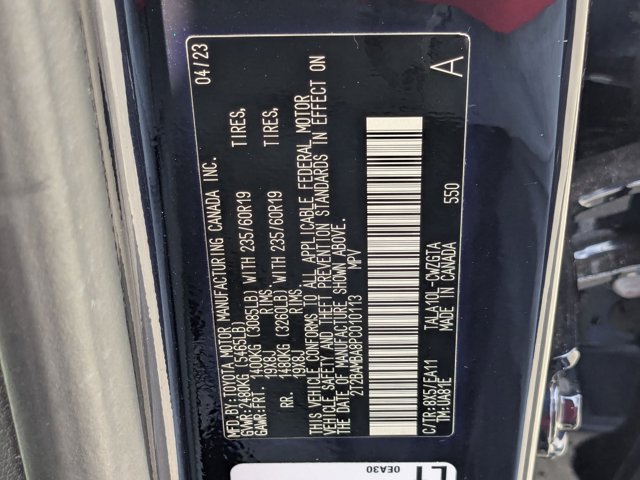 MFD. BY: TOYOTA MOTOR MANUFACTURING CANADA INC. 04/23
GVWR: 2480KG (5465LB)
GAWR: FRT. 1400KG (3085LB) WITH 235/60R19 TIRES,
19X8J RIMS,
RR. 1480KG (3260LB) WITH 235/60R19 TIRES,
19X8J RIMS,
THIS VEHICLE CONFORMS TO ALL APPLICABLE FEDERAL MOTOR
VEHICLE SAFETY AND THEFT PREVENTION STANDARDS IN EFFECT ON
THE DATE OF MANUFACTURE SHOWN ABOVE.
2T2BAMBA8PC010113 MPV A
C/TR:8X5/EA11 TALA10L-CWZGTA
TM:DA8HE MADE IN CANADA 550
0EA30